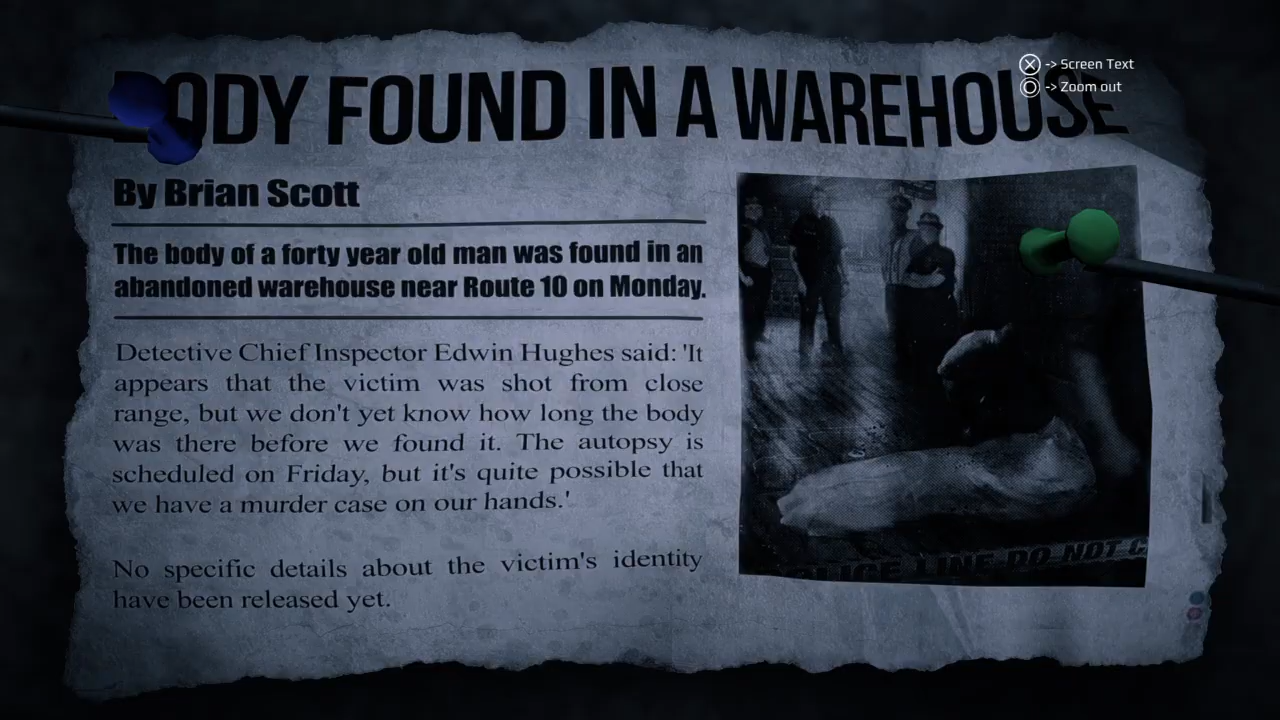 BODY FOUND IN A WAREHOUSE
-> Screen Text
-> Zoom out
By Brian Scott
The body of a forty year old man was found in an
abandoned warehouse near Route 10 on Monday.
Detective Chief Inspector Edwin Hughes said: 'It
appears that the victim was shot from close
range, but we don't yet know how long the body
was there before we found it. The autopsy is
scheduled on Friday, but it's quite possible that
we have a murder case on our hands.'
No specific details about the victim's identity
have been released yet.
POLICE LINE DO NOT C